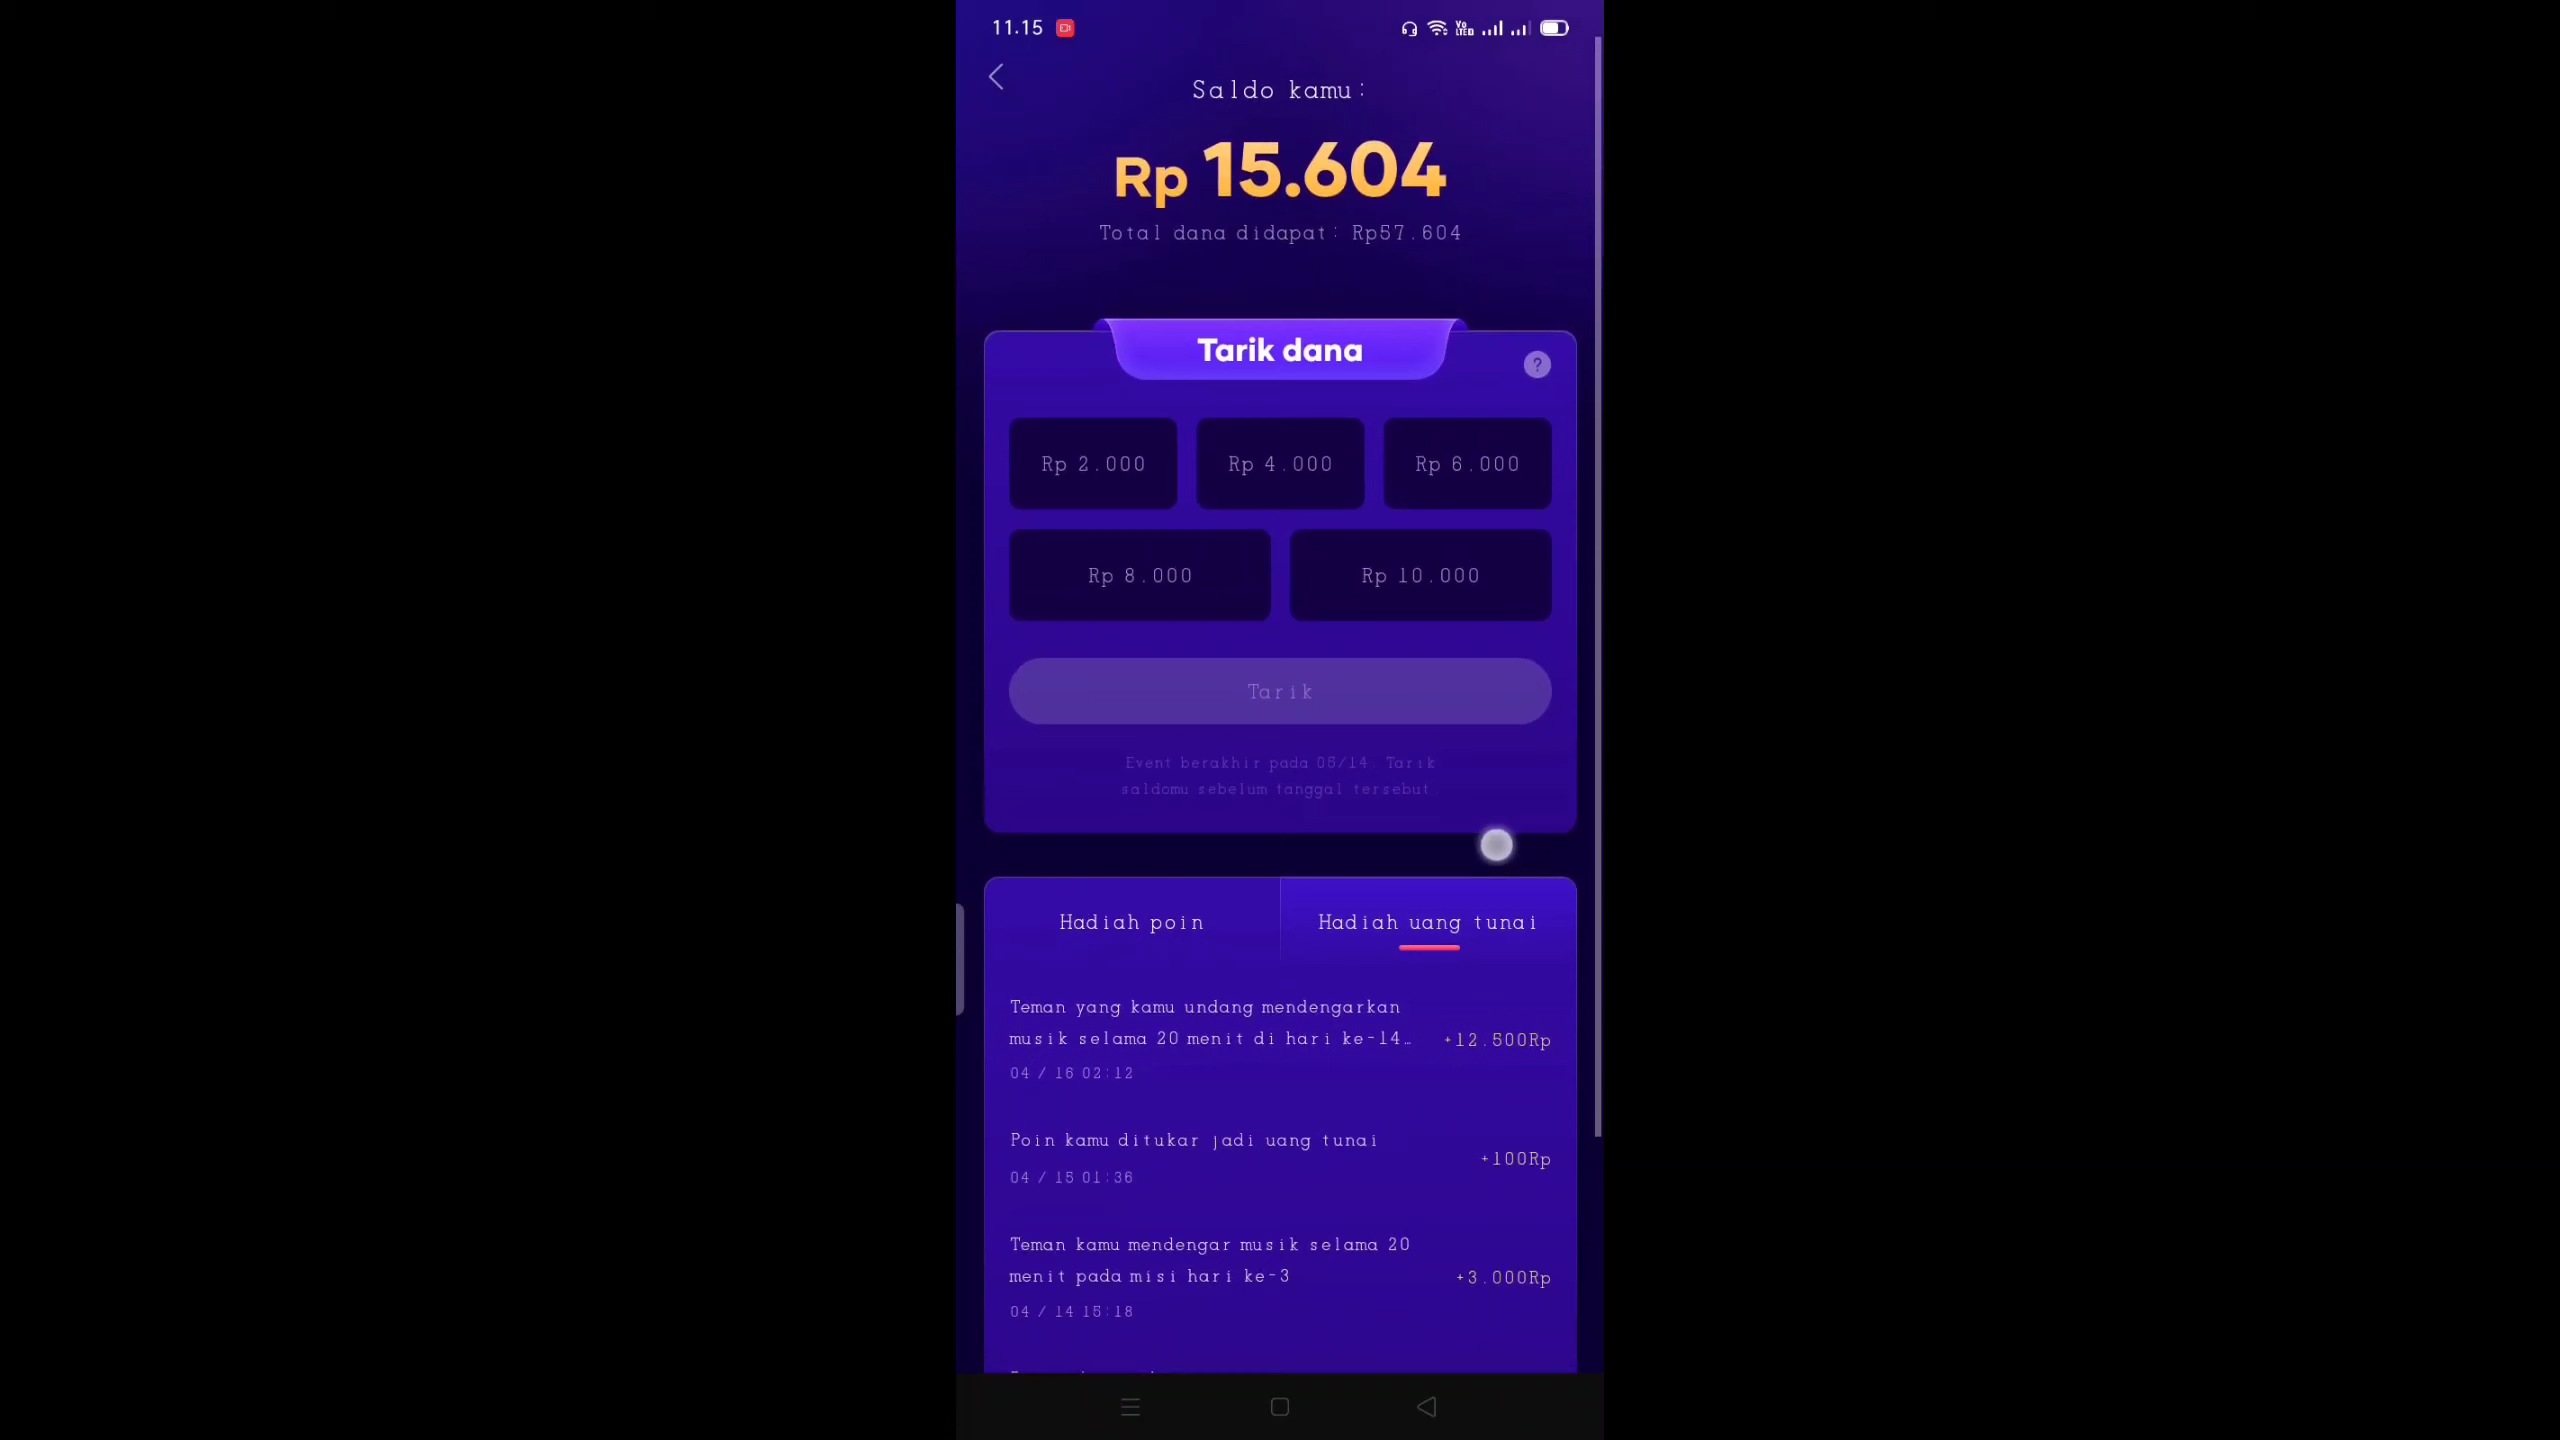 11.15
Saldo kamu:
Rp 15.604
Total dana didapat: Rp57.604
Tarik dana
?
Rp 2.000
Rp 4.000
Rp 6.000
Rp 8.000
Rp 10.000
Tarik
Event berakhir pada 05/14. Tarik
saldomu sebelum tanggal tersebut.
Hadiah poin
Hadiah uang tunai
Teman yang kamu undang mendengarkan
musik selama 20 menit di hari ke-14…
+12.500Rp
04 / 16 02:12
Poin kamu ditukar jadi uang tunai
+100Rp
04 / 15 01:36
Teman kamu mendengar musik selama 20
menit pada misi hari ke-3
+3.000Rp
04 / 14 15:18